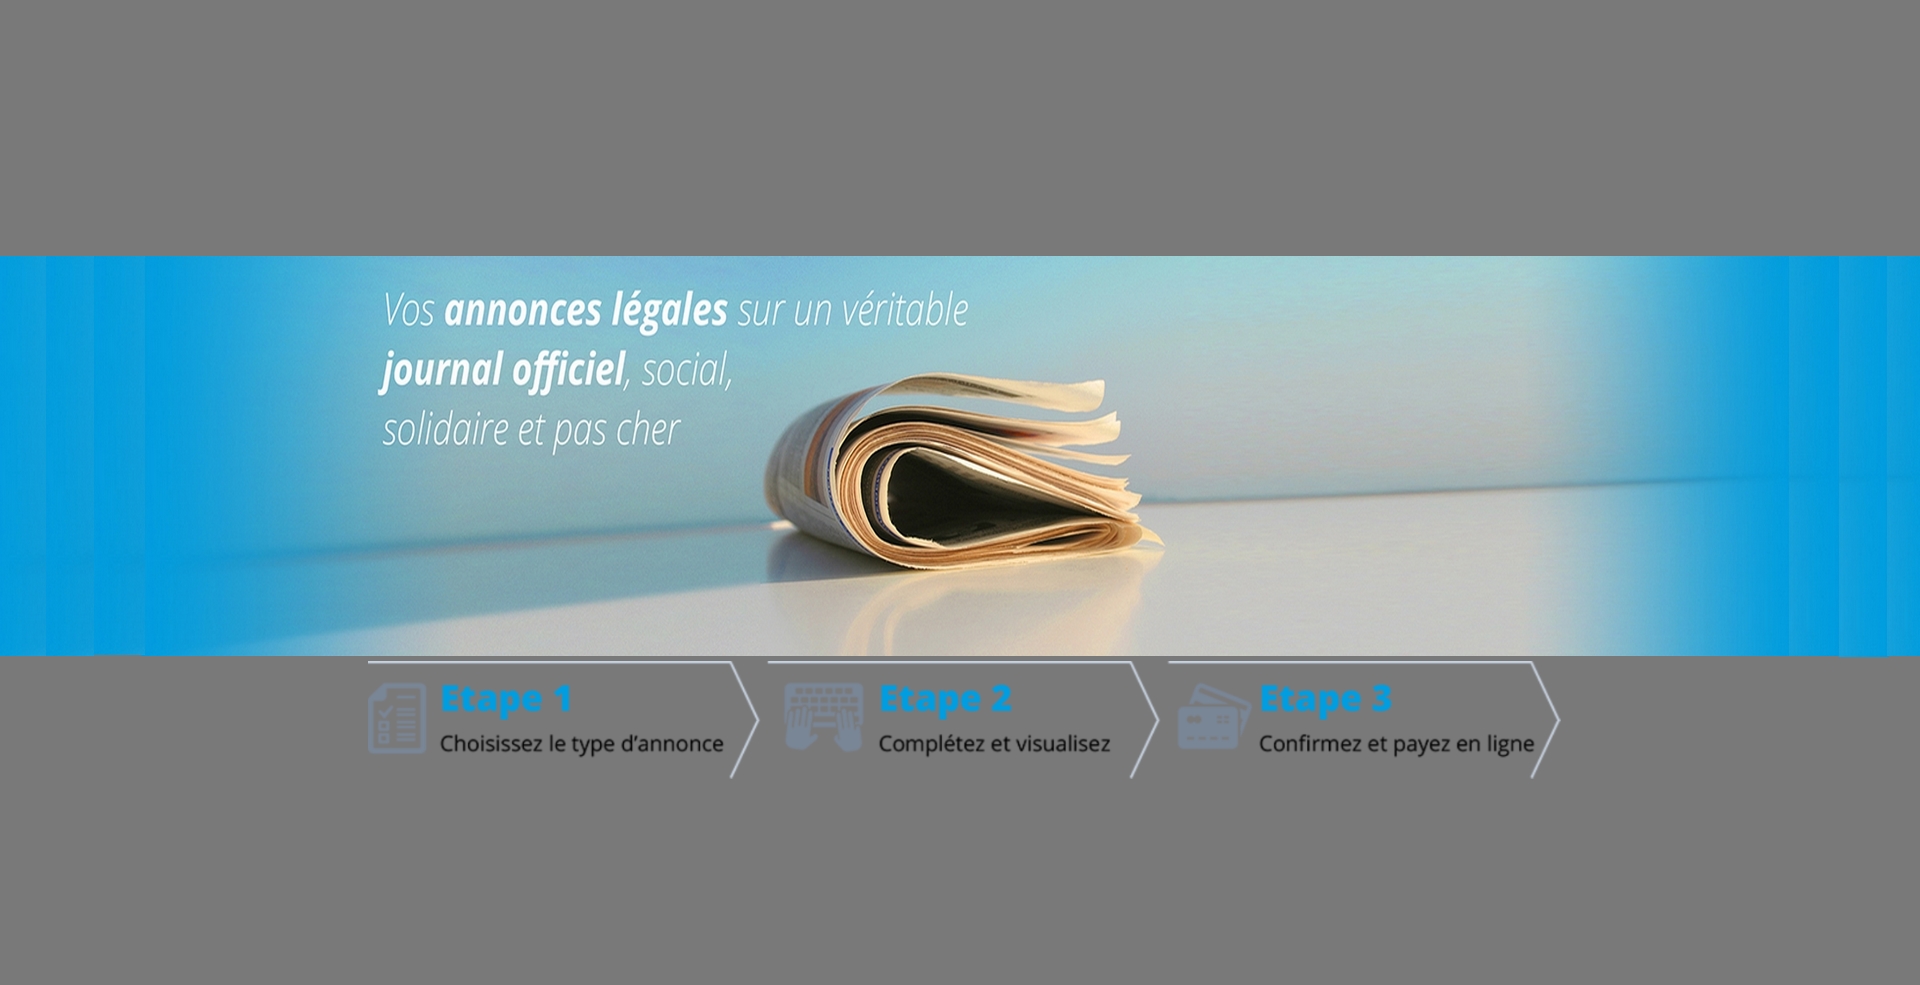 Vos annonces légales sur un véritable
journal officiel, social,
solidaire et pas cher
Etape 1
Choisissez le type d’annonce
Etape 2
Complétez et visualisez
Etape 3
Confirmez et payez en ligne